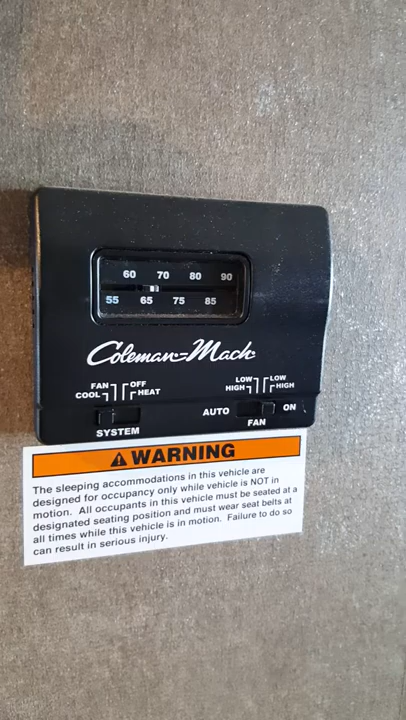 60 70 80 90
55 65 75 85
Coleman-Mach
FAN OFF
COOL HEAT
SYSTEM
LOW LOW
HIGH HIGH
AUTO ON
FAN
WARNING
The sleeping accommodations in this vehicle are
designed for occupancy only while vehicle is NOT in
motion. All occupants in this vehicle must be seated at a
designated seating position and must wear seat belts at
all times while this vehicle is in motion. Failure to do so
can result in serious injury.